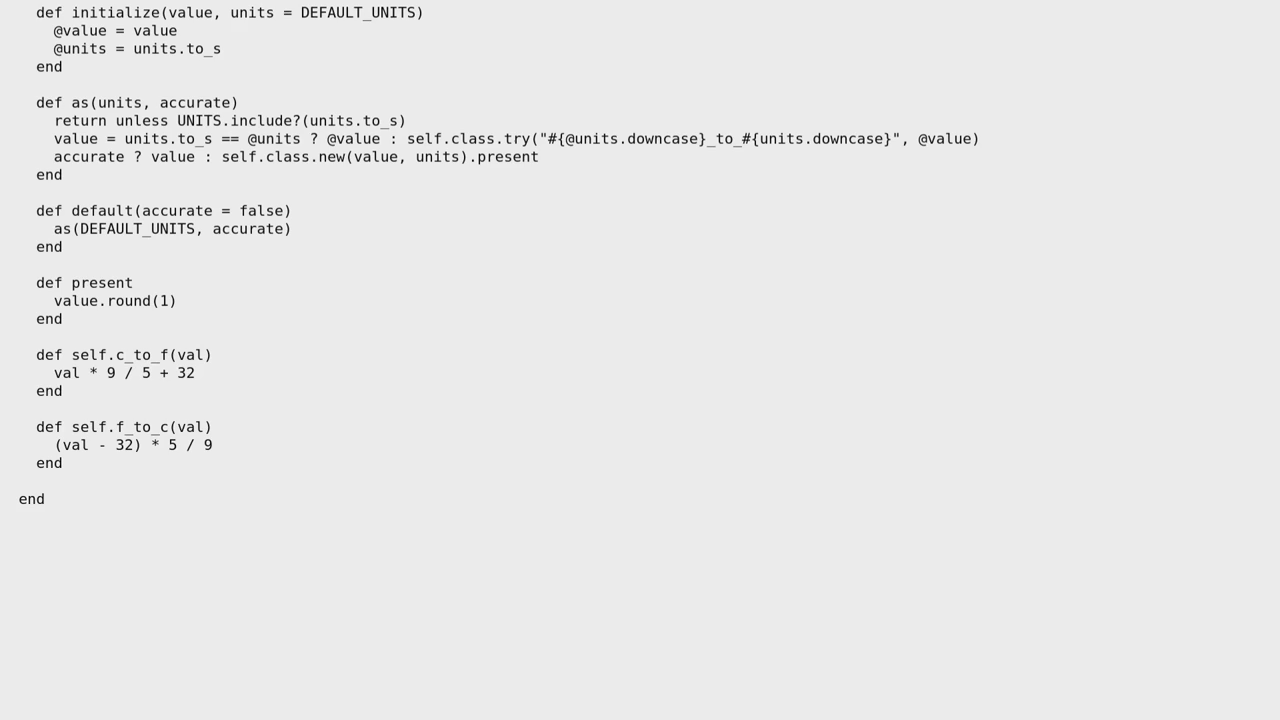 def initialize(value, units = DEFAULT_UNITS)
@value = value
@units = units.to_s
end
def as(units, accurate)
return unless UNITS.include?(units.to_s)
value = units.to_s == @units ? @value : self.class.try("#{@units.downcase}_to_#{units.downcase}", @value)
accurate ? value : self.class.new(value, units).present
end
def default(accurate = false)
as(DEFAULT_UNITS, accurate)
end
def present
value.round(1)
end
def self.c_to_f(val)
val * 9 / 5 + 32
end
def self.f_to_c(val)
(val - 32) * 5 / 9
end
end